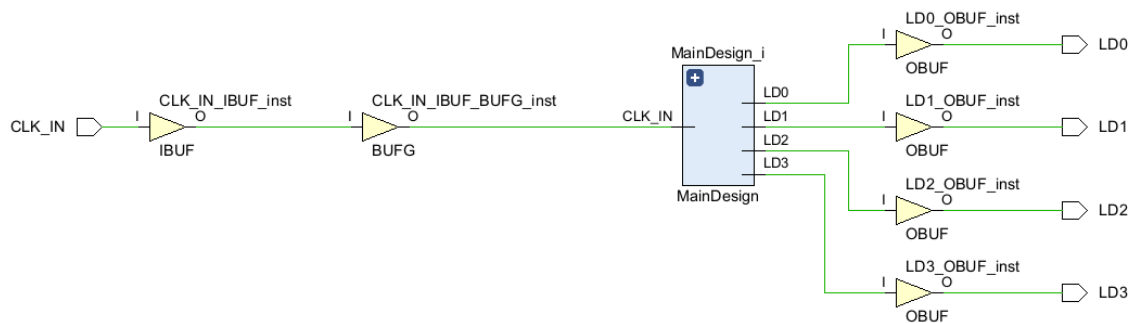 CLK_IN
I
CLK_IN_IBUF_inst
O
IBUF
I
CLK_IN_IBUF_BUFG_inst
O
BUFG
MainDesign_i
CLK_IN
LD0
LD1
LD2
LD3
MainDesign
LD0_OBUF_inst
I
O
OBUF
LD0
LD1_OBUF_inst
I
O
OBUF
LD1
LD2_OBUF_inst
I
O
OBUF
LD2
LD3_OBUF_inst
I
O
OBUF
LD3